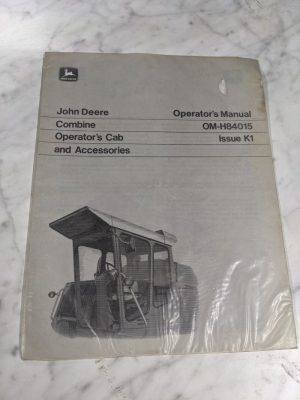 John Deere Operator's Manual
Combine OM-H84015
Operator's Cab Issue K1
and Accessories